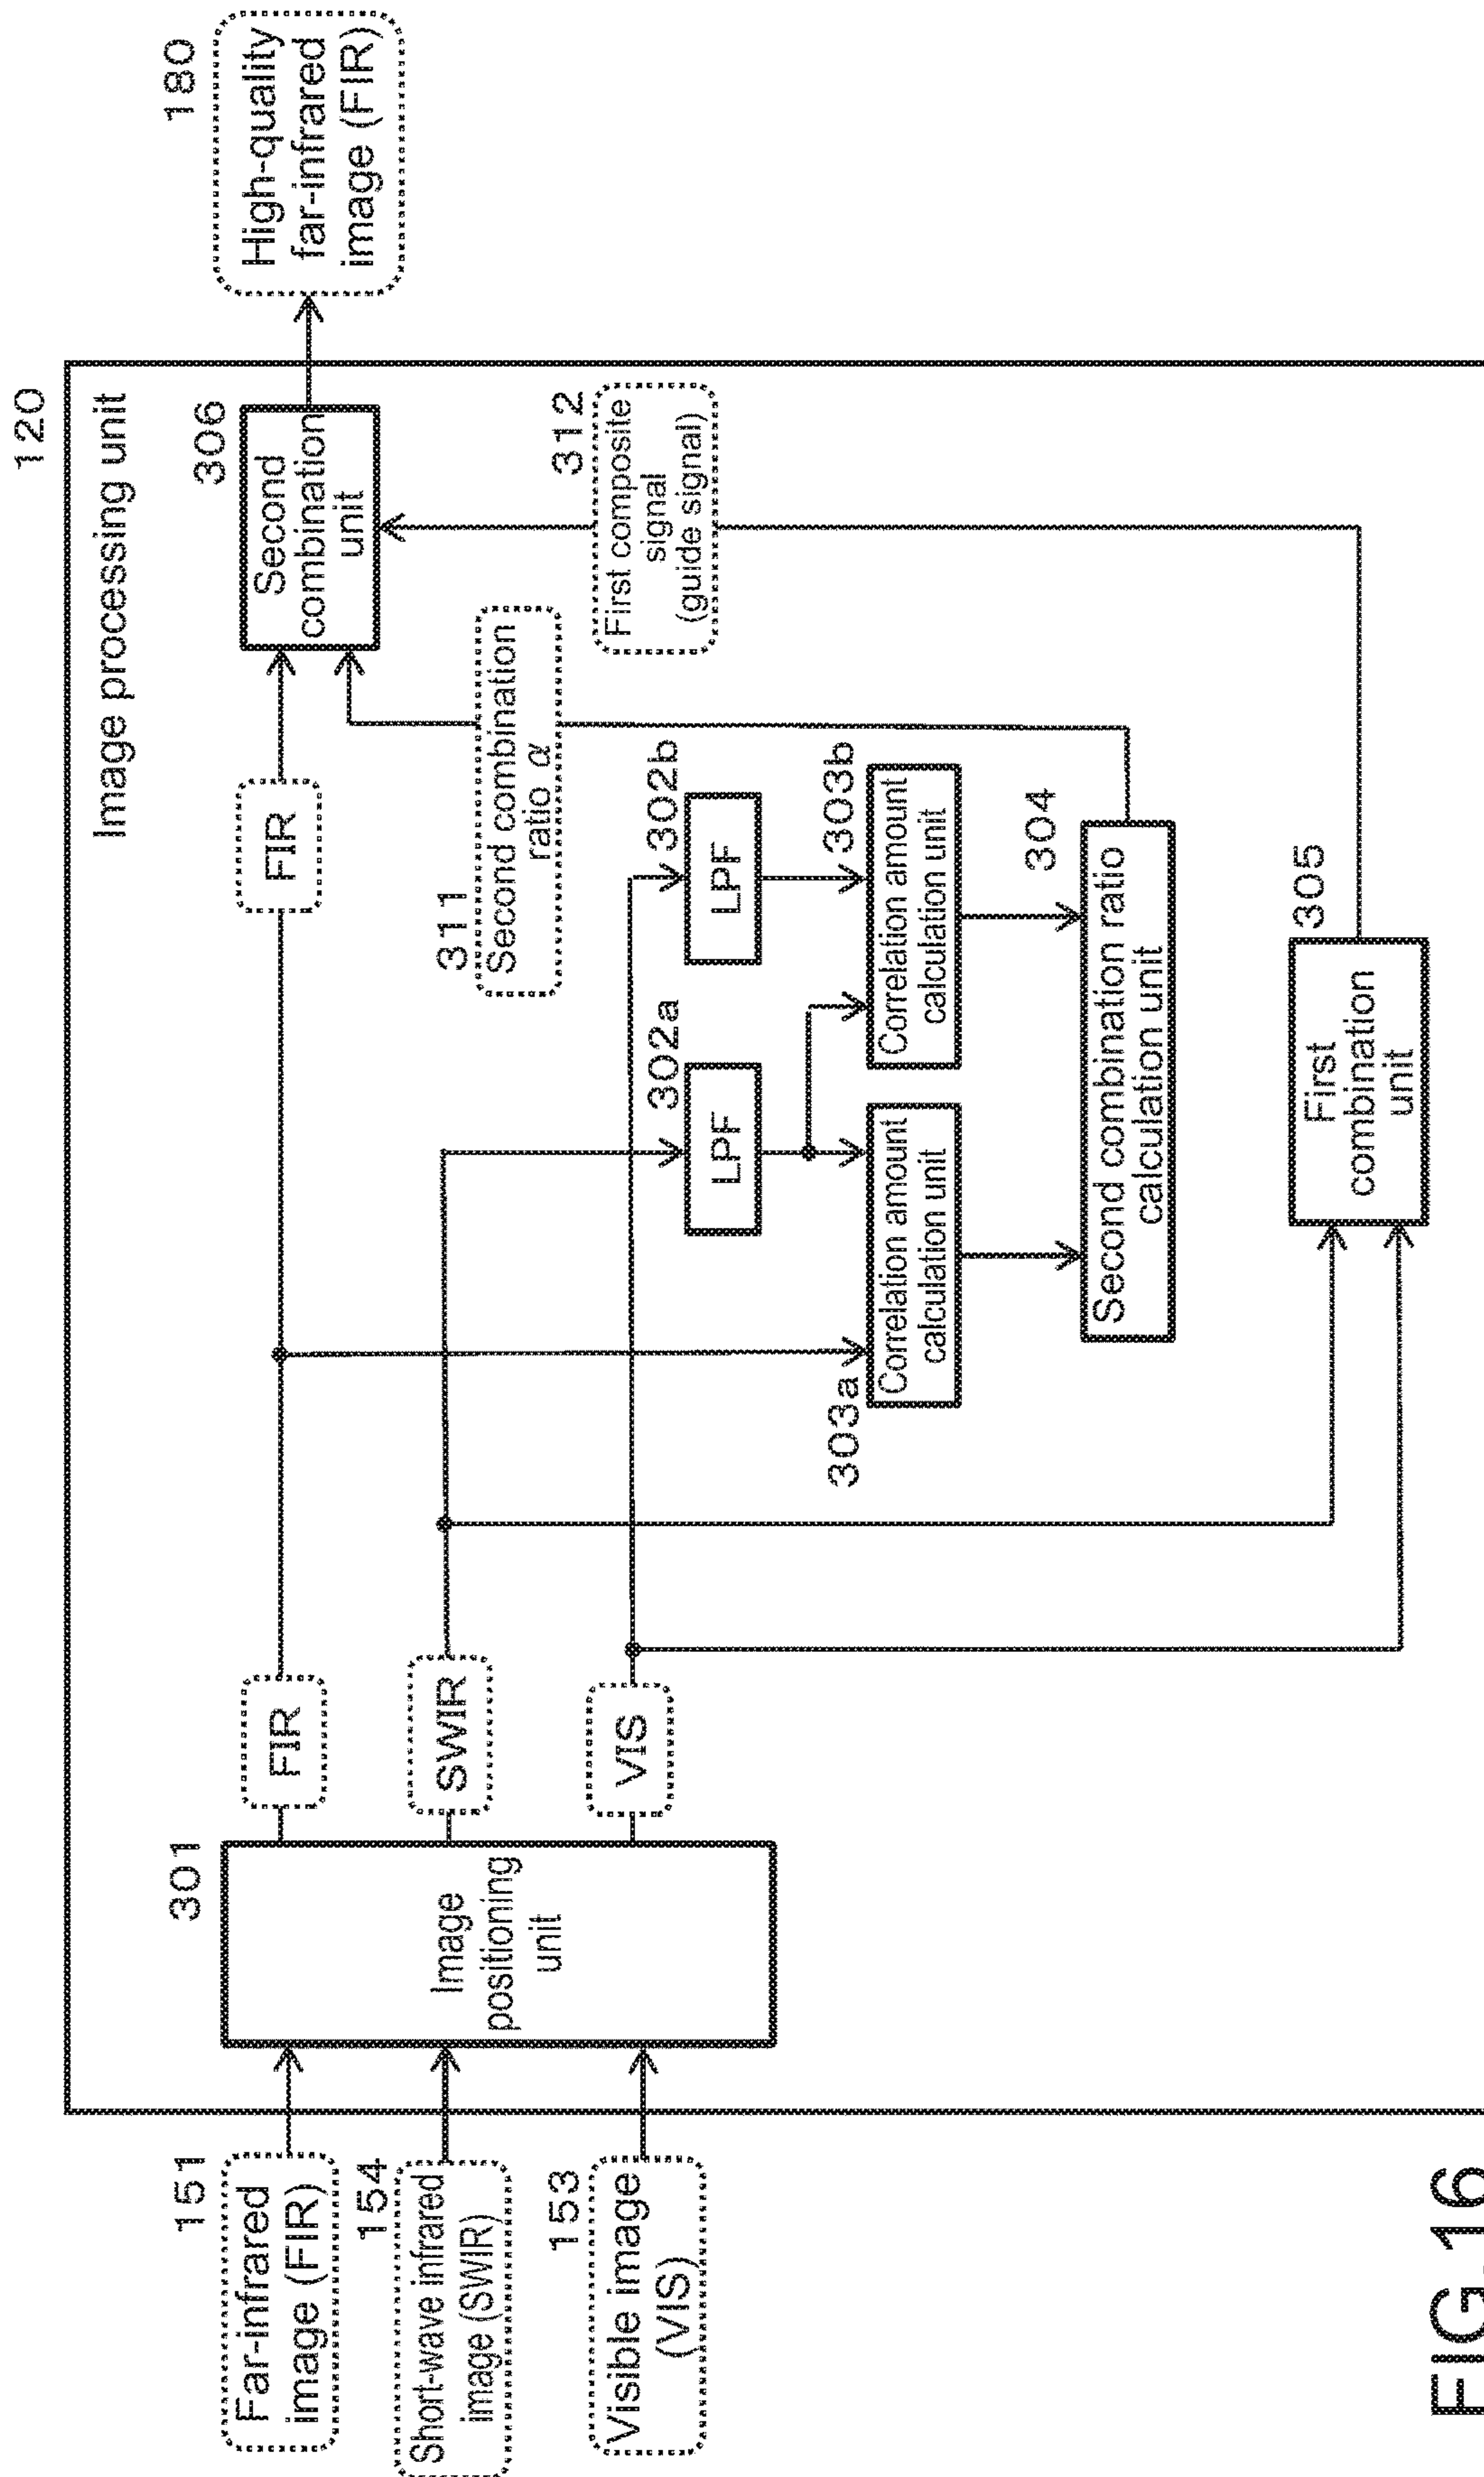 120
Image processing unit
151
Far-infrared
image (FIR)
154
Short-wave infrared
image (SWIR)
153
Visible image
(VIS)
301
Image
positioning
unit
FIR
SWIR
VIS
FIR
306
Second
combination
unit
180
High-quality
far-infrared
image (FIR)
311
Second combination
ratio α
312
First composite
signal
(guide signal)
302a
LPF
302b
LPF
303a
Correlation amount
calculation unit
303b
Correlation amount
calculation unit
304
Second combination ratio
calculation unit
305
First
combination
unit
FIG.16